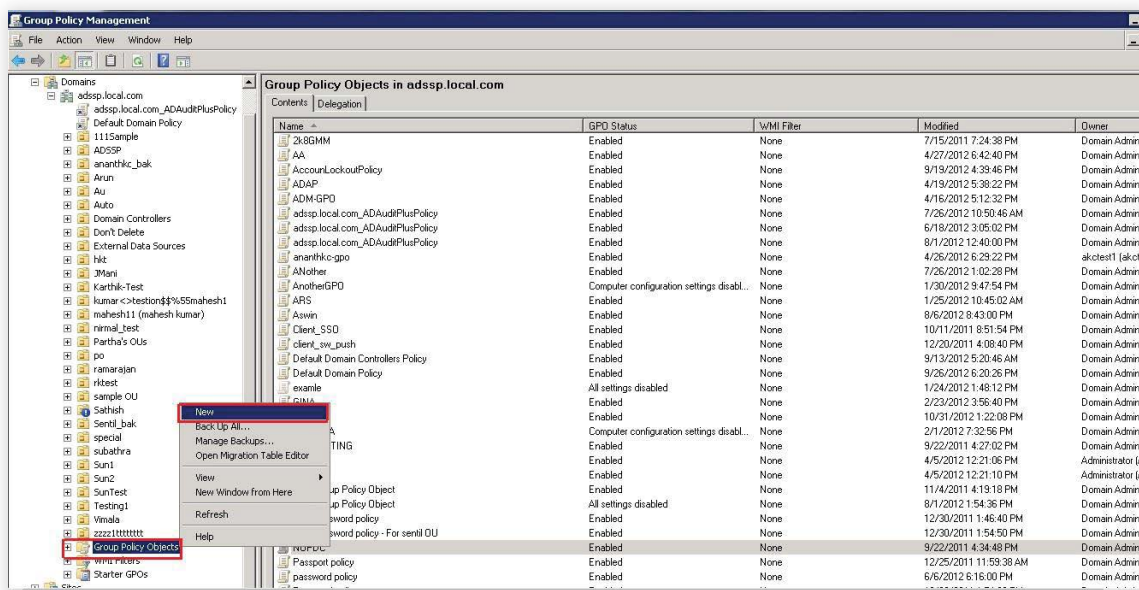 Group Policy Management
File Action View Window Help
Domains
adssp.local.com
adssp.local.com_ADAuditPlusPolicy
Default Domain Policy
111Sample
ADSSP
ananthkc_bak
Arun
Au
Auto
Domain Controllers
Don't Delete
External Data Sources
hkt
JMani
Karthik-Test
kumar<>testion$$%55mahesh1
mahesh11 (mahesh kumar)
nirmal_test
Partha's OUs
po
ramarajan
rktest
sample OU
Sathish
Sentil_bak
special
subathra
Sun1
Sun2
SunTest
Testing1
Vimala
Group Policy Objects
WMI Filters
Starter GPOs
Sites
New
Back Up All...
Manage Backups...
Open Migration Table Editor
View
New Window from Here
Refresh
Help
Group Policy Objects in adssp.local.com
Contents Delegation
Name GPO Status WMI Filter Modified Owner
2k8GMM Enabled None 7/15/2011 7:24:38 PM Domain Admin
AA Enabled None 4/27/2012 6:42:40 PM Domain Admin
AccounLockoutPolicy Enabled None 9/19/2012 4:39:46 PM Domain Admin
ADAP Enabled None 4/19/2012 5:38:22 PM Domain Admin
ADM-GPO Enabled None 4/16/2012 5:12:32 PM Domain Admin
adssp.local.com_ADAuditPlusPolicy Enabled None 7/26/2012 10:50:46 AM Domain Admin
adssp.local.com_ADAuditPlusPolicy Enabled None 6/18/2012 3:05:02 PM Domain Admin
adssp.local.com_ADAuditPlusPolicy Enabled None 8/1/2012 12:40:00 PM Domain Admin
ananthkc-gpo Enabled None 4/26/2012 6:29:22 PM akctest1 (akct
ANother Enabled None 7/26/2012 1:02:28 PM Domain Admin
AnotherGPO Computer configuration settings disabl... None 1/30/2012 9:47:54 PM Domain Admin
ARS Enabled None 1/25/2012 10:45:02 AM Domain Admin
Aswin Enabled None 8/6/2012 8:43:00 PM Domain Admin
Client_SSO Enabled None 10/11/2011 8:51:54 PM Domain Admin
client_sw_push Enabled None 12/20/2011 4:08:40 PM Domain Admin
Default Domain Controllers Policy Enabled None 9/13/2012 5:20:46 AM Domain Admin
Default Domain Policy Enabled None 9/26/2012 6:20:26 PM Domain Admin
examle All settings disabled None 1/24/2012 1:48:12 PM Domain Admin
GINA Enabled None 2/23/2012 3:56:40 PM Domain Admin
Enabled None 10/31/2012 1:22:08 PM Domain Admin
A Computer configuration settings disabl... None 2/1/2012 7:32:56 PM Domain Admin
TING Enabled None 9/22/2011 4:27:02 PM Domain Admin
Enabled None 4/5/2012 12:21:06 PM Administrator (
Enabled None 4/5/2012 12:21:10 PM Administrator (
up Policy Object Enabled None 11/4/2011 4:19:18 PM Domain Admin
up Policy Object All settings disabled None 8/1/2012 1:54:36 PM Domain Admin
sword policy Enabled None 12/30/2011 1:46:40 PM Domain Admin
sword policy - For sentil OU Enabled None 12/30/2011 1:54:50 PM Domain Admin
NOPDC Enabled None 9/22/2011 4:34:48 PM Domain Admin
Passport policy Enabled None 12/25/2011 11:59:38 AM Domain Admin
password policy Enabled None 6/6/2012 6:16:00 PM Domain Admin